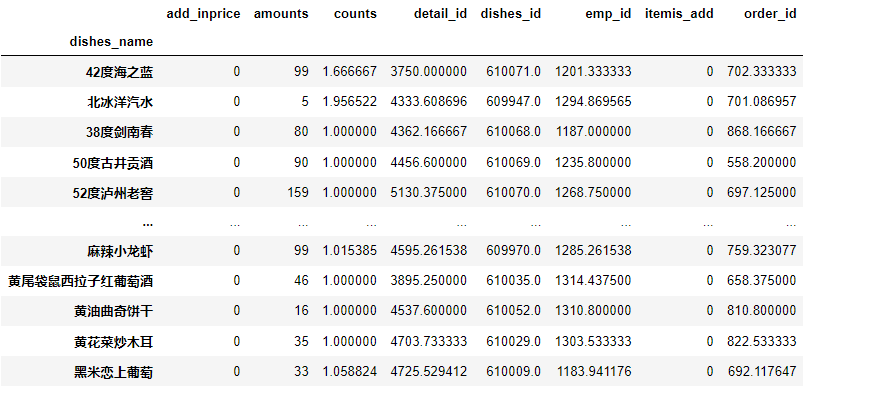 add_inprice amounts counts detail_id dishes_id emp_id itemis_add order_id
dishes_name
42度海之蓝 0 99 1.666667 3750.000000 610071.0 1201.333333 0 702.333333
北冰洋汽水 0 5 1.956522 4333.608696 609947.0 1294.869565 0 701.086957
38度剑南春 0 80 1.000000 4362.166667 610068.0 1187.000000 0 868.166667
50度古井贡酒 0 90 1.000000 4456.600000 610069.0 1235.800000 0 558.200000
52度泸州老窖 0 159 1.000000 5130.375000 610070.0 1268.750000 0 697.125000
... ... ... ... ... ... ... ... ...
麻辣小龙虾 0 99 1.015385 4595.261538 609970.0 1285.261538 0 759.323077
黄尾袋鼠西拉子红葡萄酒 0 46 1.000000 3895.250000 610035.0 1314.437500 0 658.375000
黄油曲奇饼干 0 16 1.000000 4537.600000 610052.0 1310.800000 0 810.800000
黄花菜炒木耳 0 35 1.000000 4703.733333 610029.0 1303.533333 0 822.533333
黑米恋上葡萄 0 33 1.058824 4725.529412 610009.0 1183.941176 0 692.117647